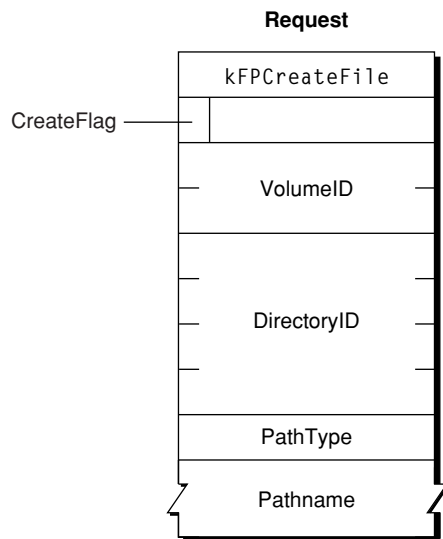 Request
kFPCreateFile
CreateFlag
VolumeID
DirectoryID
PathType
Pathname